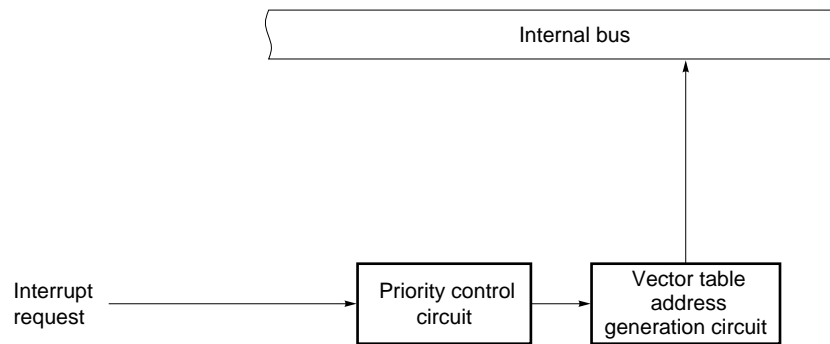 Internal bus
Interrupt
request
Priority control
circuit
Vector table
address
generation circuit